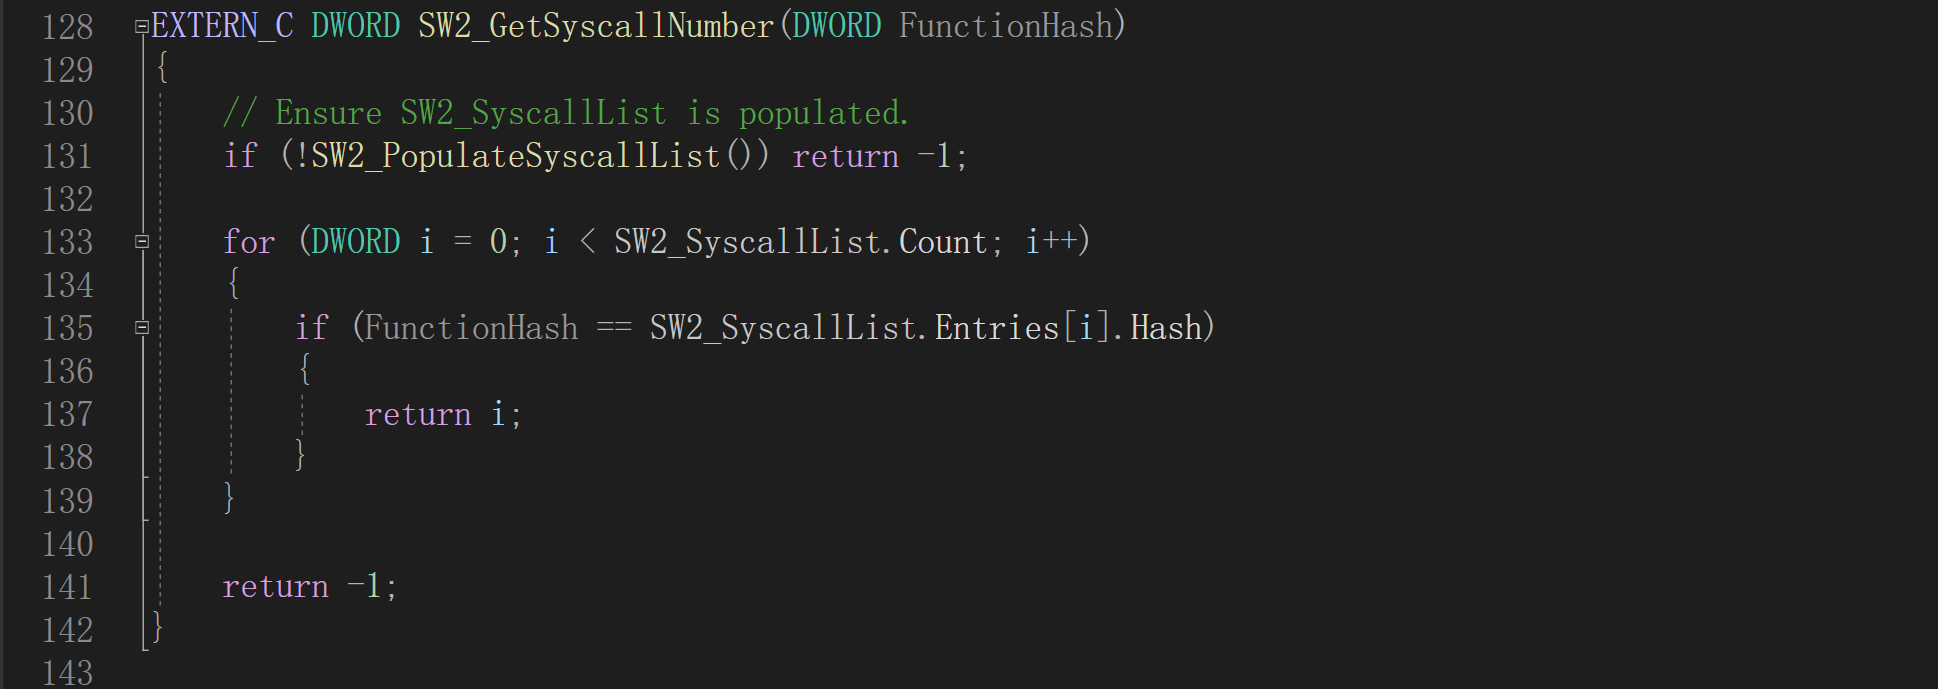 128 EXTERN_C DWORD SW2_GetSyscallNumber(DWORD FunctionHash)
129 {
130     // Ensure SW2_SyscallList is populated.
131     if (!SW2_PopulateSyscallList()) return -1;
132
133     for (DWORD i = 0; i < SW2_SyscallList.Count; i++)
134     {
135         if (FunctionHash == SW2_SyscallList.Entries[i].Hash)
136         {
137             return i;
138         }
139     }
140
141     return -1;
142 }
143